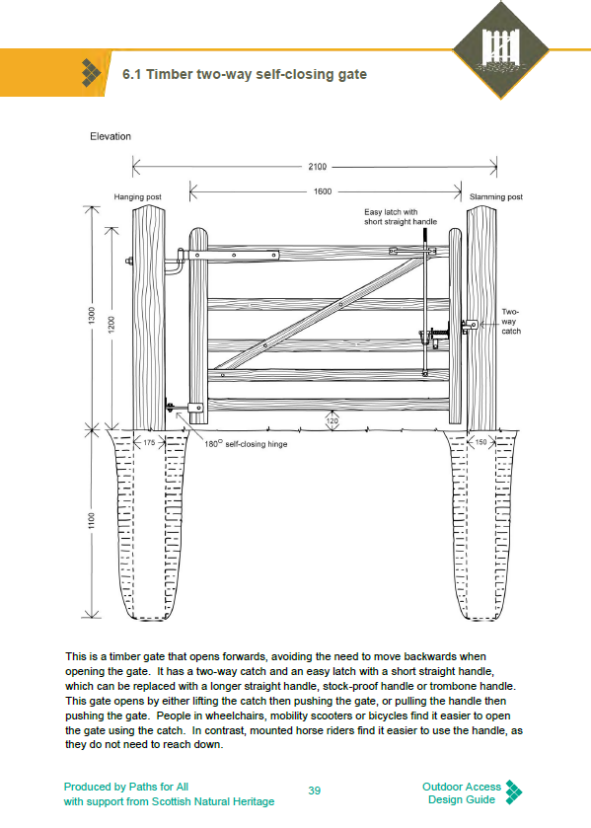 6.1 Timber two-way self-closing gate
Elevation
2100
1600
Hanging post
Slamming post
Easy latch with
short straight handle
1300
1200
Two-
way
catch
120
175
180° self-closing hinge
150
1100
This is a timber gate that opens forwards, avoiding the need to move backwards when
opening the gate. It has a two-way catch and an easy latch with a short straight handle,
which can be replaced with a longer straight handle, stock-proof handle or trombone handle.
This gate opens by either lifting the catch then pushing the gate, or pulling the handle then
pushing the gate. People in wheelchairs, mobility scooters or bicycles find it easier to open
the gate using the catch. In contrast, mounted horse riders find it easier to use the handle, as
they do not need to reach down.
Produced by Paths for All
with support from Scottish Natural Heritage
39
Outdoor Access
Design Guide